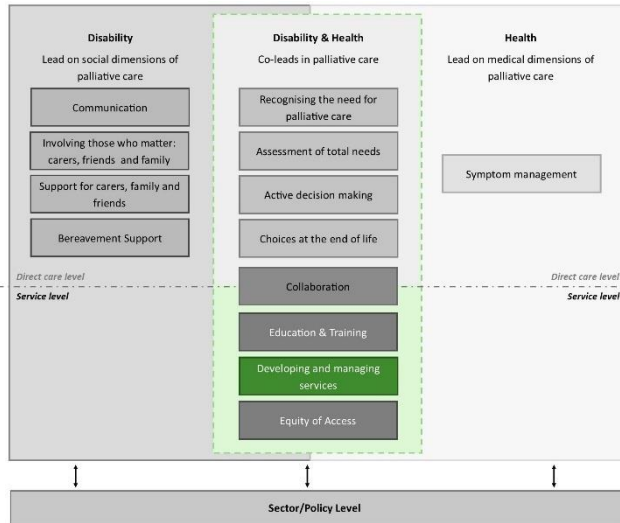 Disability
Lead on social dimensions of
palliative care
Communication
Involving those who matter:
carers, friends and family
Support for carers, family and
friends
Bereavement Support
Disability & Health
Co-leads in palliative care
Recognising the need for
palliative care
Assessment of total needs
Active decision making
Choices at the end of life
Collaboration
Education & Training
Developing and managing
services
Equity of Access
Health
Lead on medical dimensions of
palliative care
Symptom management
Direct care level
Service level
Direct care level
Service level
Sector/Policy Level